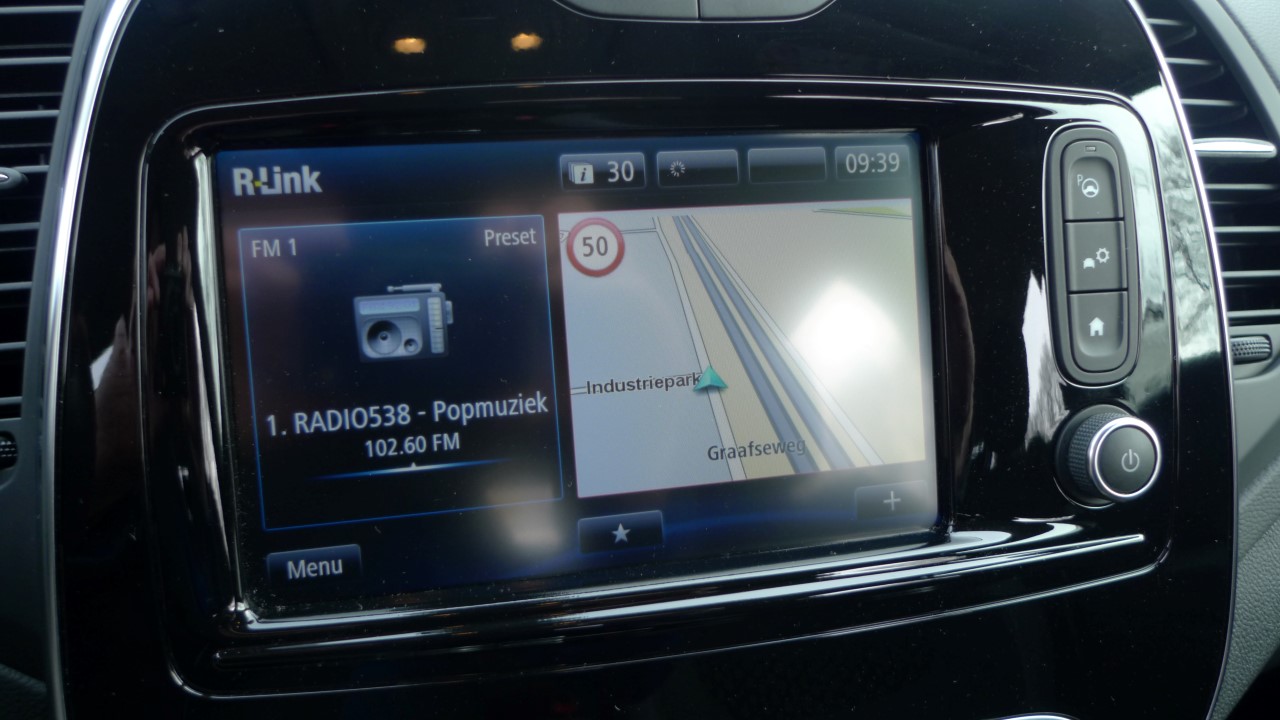 R-Link
30
09:39
FM 1
Preset
1. RADIO538 - Popmuziek
102.60 FM
50
Industriepark
Graafseweg
Menu
+
P